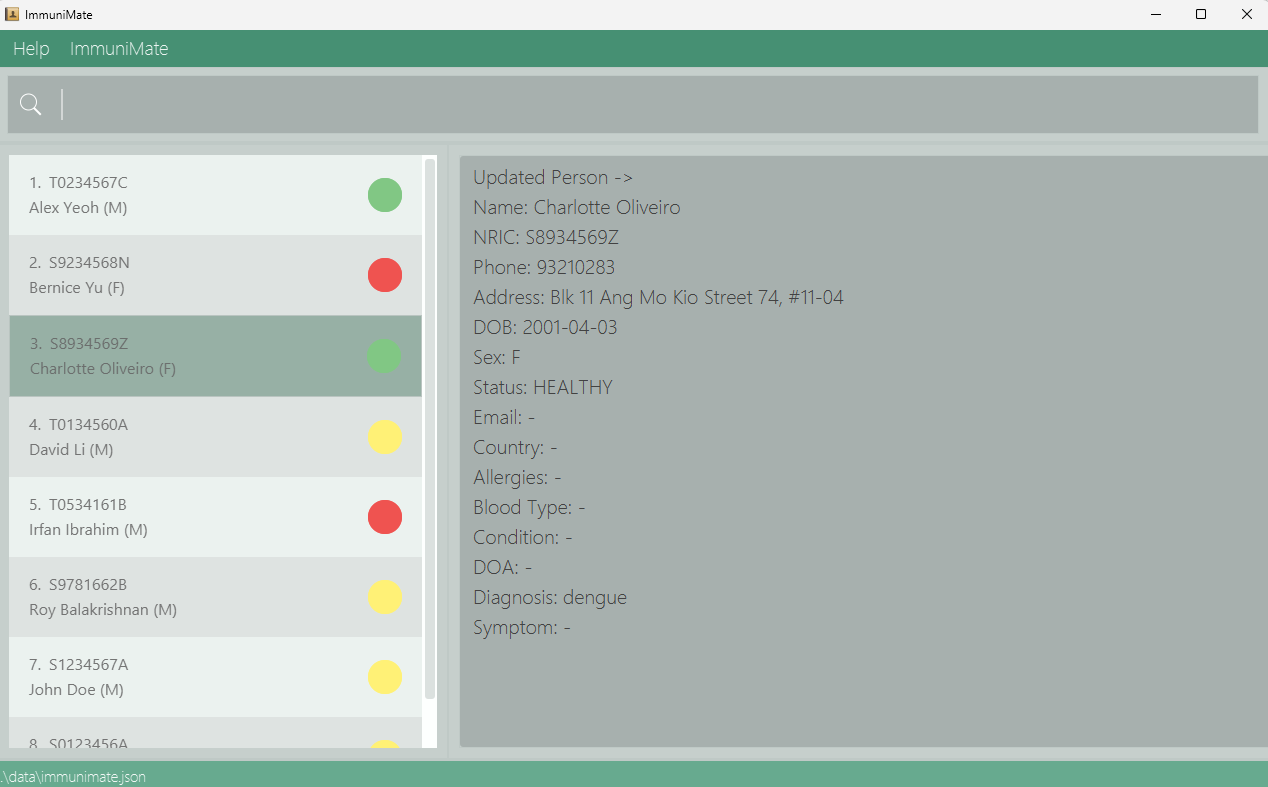 ImmuniMate
Help ImmuniMate
1. T0234567C
Alex Yeoh (M)
2. S9234568N
Bernice Yu (F)
3. S8934569Z
Charlotte Oliveiro (F)
4. T0134560A
David Li (M)
5. T0534161B
Irfan Ibrahim (M)
6. S9781662B
Roy Balakrishnan (M)
7. S1234567A
John Doe (M)
8. S0123456A
Updated Person ->
Name: Charlotte Oliveiro
NRIC: S8934569Z
Phone: 93210283
Address: Blk 11 Ang Mo Kio Street 74, #11-04
DOB: 2001-04-03
Sex: F
Status: HEALTHY
Email: -
Country: -
Allergies: -
Blood Type: -
Condition: -
DOA: -
Diagnosis: dengue
Symptom: -
.\data\immunimate.json